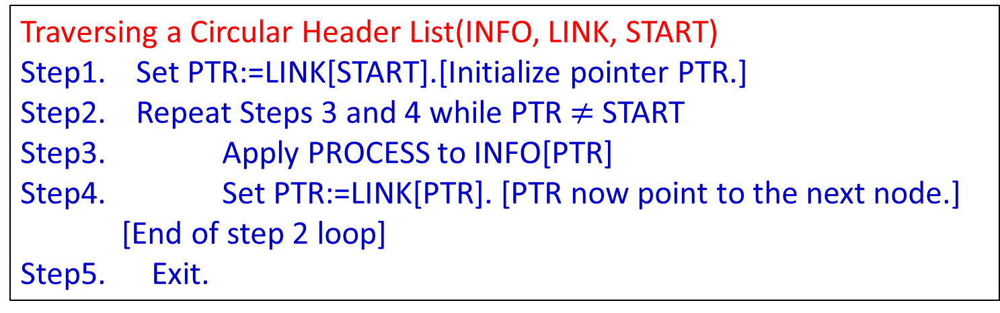 Traversing a Circular Header List(INFO, LINK, START)
Step1. Set PTR:=LINK[START].[Initialize pointer PTR.]
Step2. Repeat Steps 3 and 4 while PTR ≠ START
Step3. Apply PROCESS to INFO[PTR]
Step4. Set PTR:=LINK[PTR]. [PTR now point to the next node.]
[End of step 2 loop]
Step5. Exit.